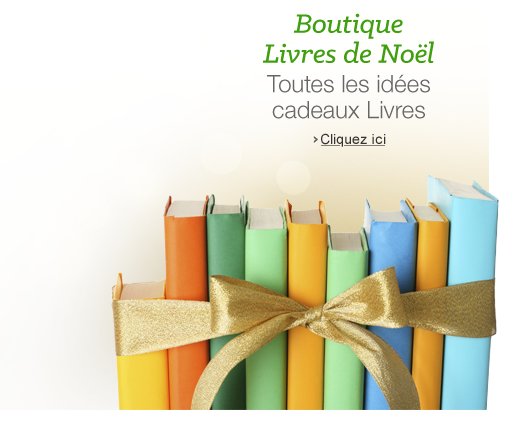 Boutique
Livres de Noël
Toutes les idées
cadeaux Livres
› Cliquez ici